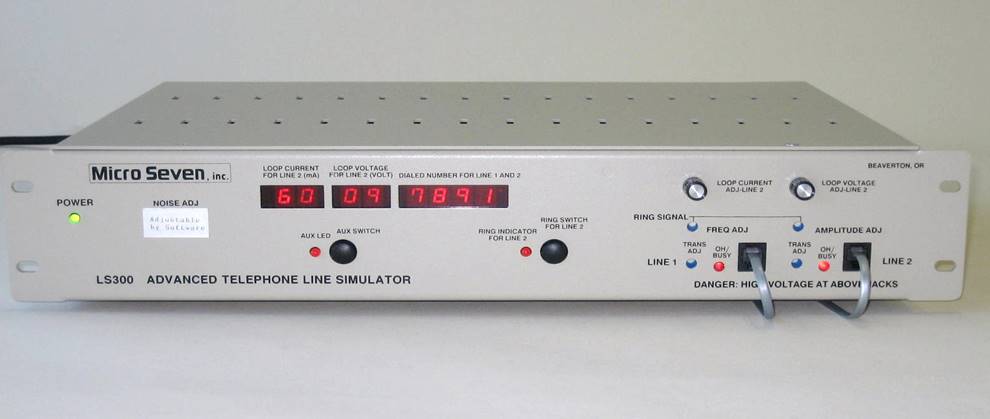 Micro Seven, inc.
BEAVERTON, OR
LOOP CURRENT
FOR LINE 2 (mA)
LOOP VOLTAGE
FOR LINE 2 (VOLT)
DIALED NUMBER FOR LINE 1 AND 2
60
09
7891
LOOP CURRENT
ADJ-LINE 2
LOOP VOLTAGE
ADJ-LINE 2
POWER
NOISE ADJ
Adjustable
by Software
AUX LED
AUX SWITCH
RING INDICATOR
FOR LINE 2
RING SWITCH
FOR LINE 2
RING SIGNAL
FREQ ADJ
AMPLITUDE ADJ
LINE 1
TRANS
ADJ
OH/
BUSY
TRANS
ADJ
OH/
BUSY
LINE 2
LS300 ADVANCED TELEPHONE LINE SIMULATOR
DANGER: HIGH VOLTAGE AT ABOVE JACKS